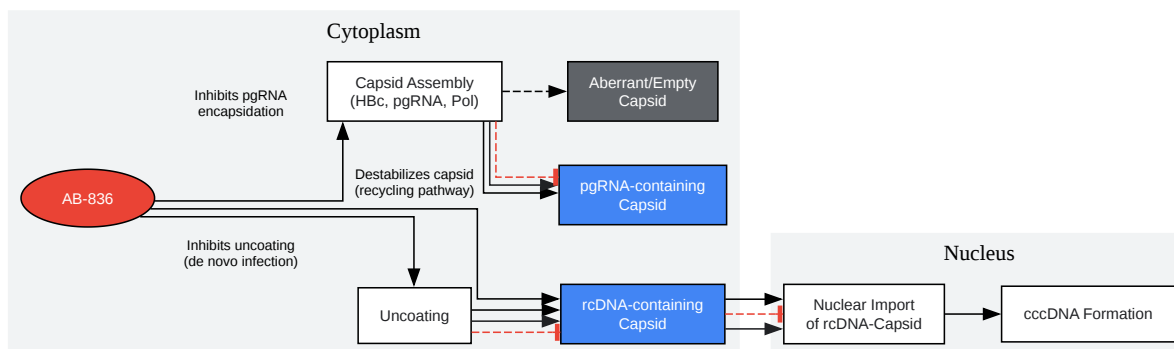 Cytoplasm
Capsid Assembly
(HBc, pgRNA, Pol)
Aberrant/Empty
Capsid
Inhibits pgRNA
encapsidation
Destabilizes capsid
(recycling pathway)
pgRNA-containing
Capsid
AB-836
Inhibits uncoating
(de novo infection)
Nucleus
Uncoating
rcDNA-containing
Capsid
Nuclear Import
of rcDNA-Capsid
cccDNA Formation